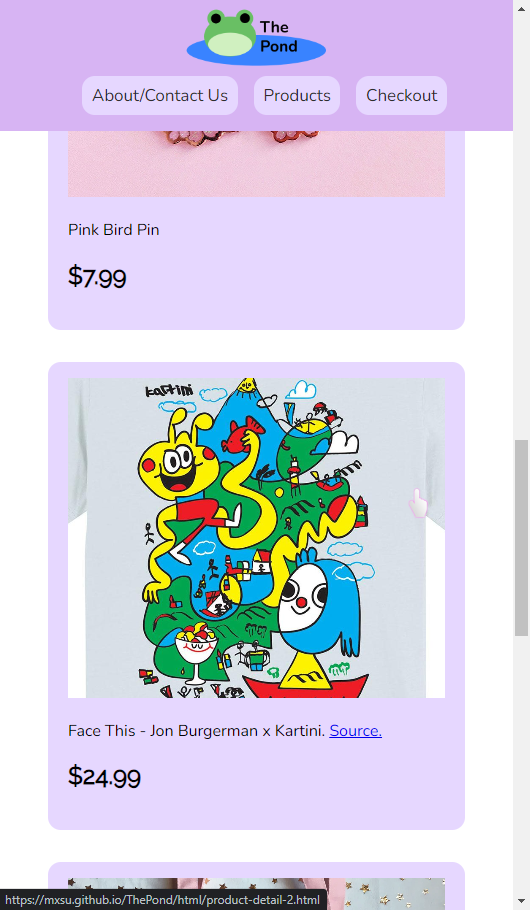 The
Pond
About/Contact Us
Products
Checkout
Pink Bird Pin
$7.99
kartini
Face This - Jon Burgerman x Kartini. Source.
$24.99
https://mxsu.github.io/ThePond/html/product-detail-2.html